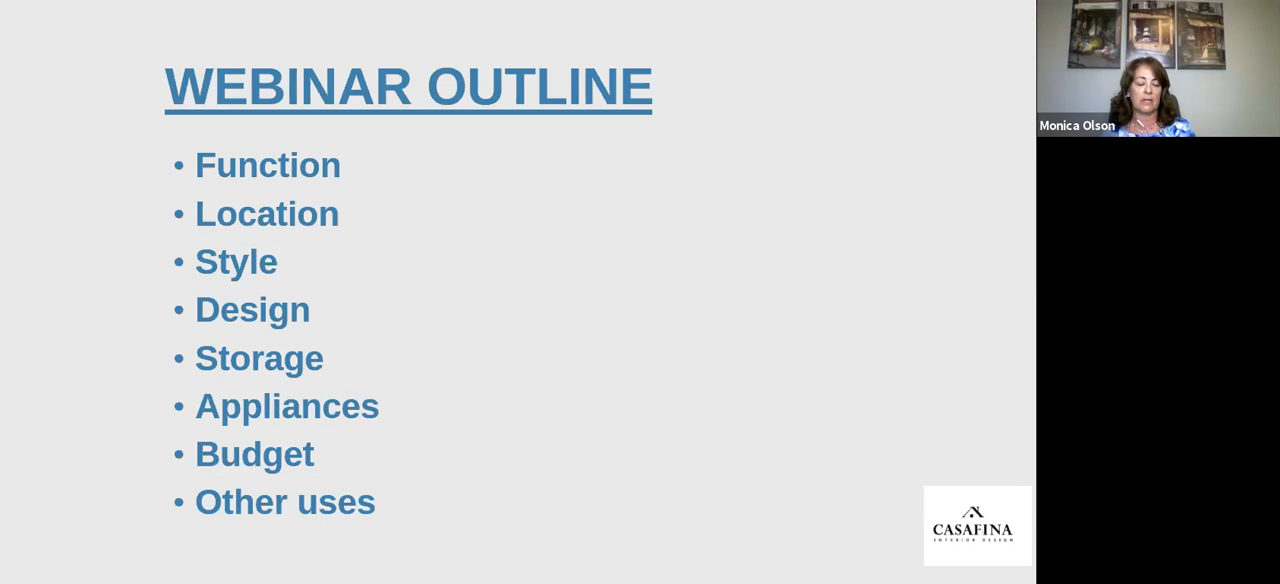 WEBINAR OUTLINE
• Function
• Location
• Style
• Design
• Storage
• Appliances
• Budget
• Other uses
Monica Olson
CASAFINA
INTERIOR DESIGN